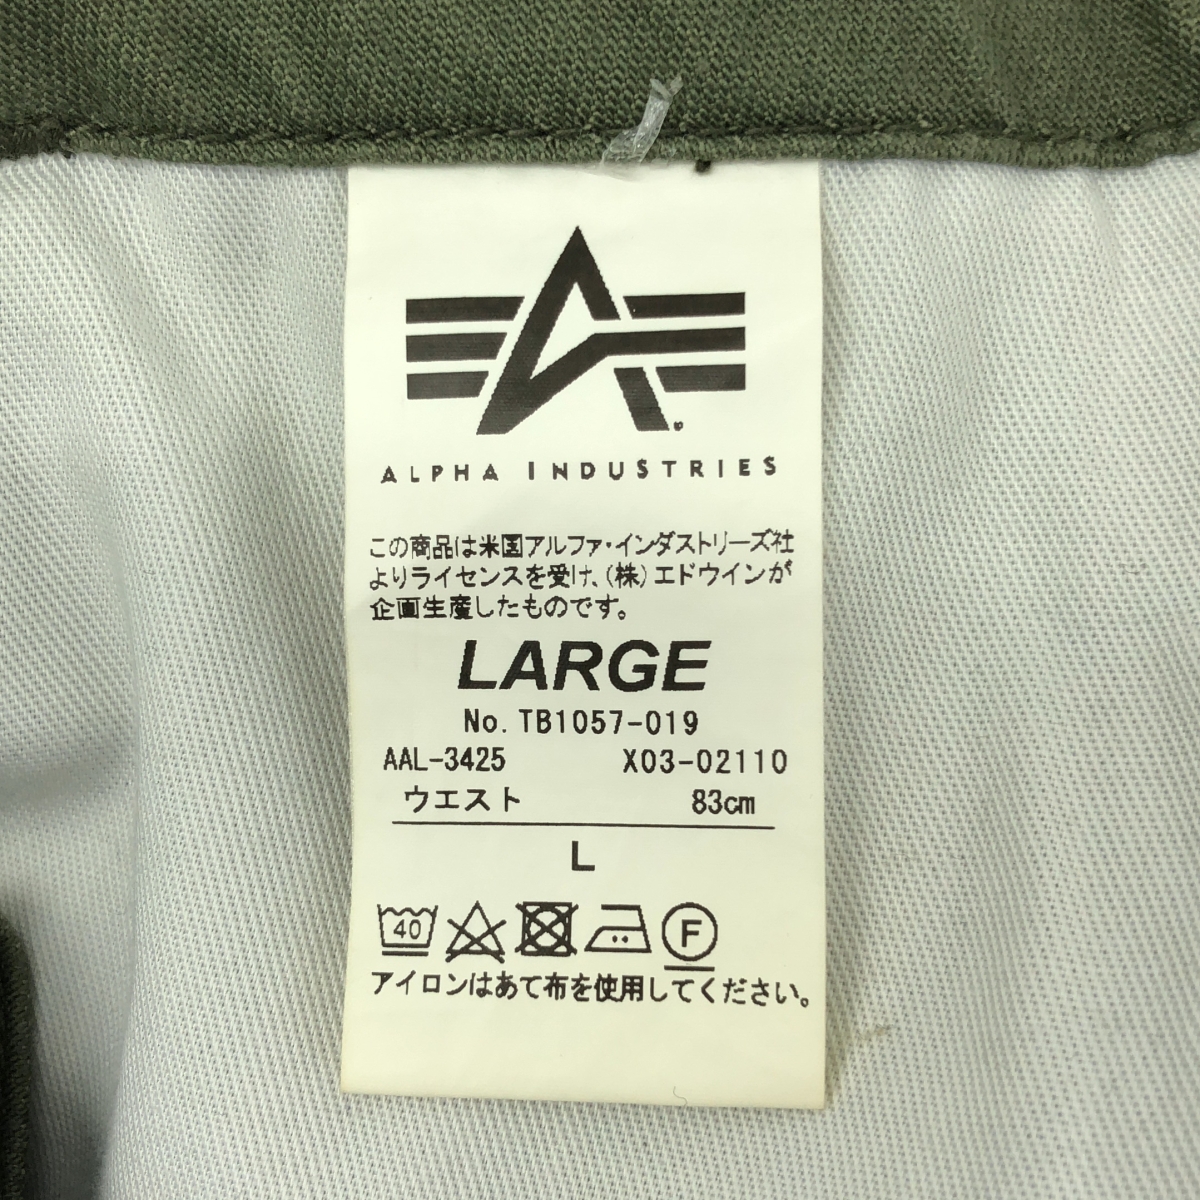 ALPHA INDUSTRIES
この商品は米国アルファ・インダストリーズ社
よりライセンスを受け、(株)エドウインが
企画生産したものです。
LARGE
No. TB1057-019
AAL-3425 X03-02110
ウエスト 83cm
L
40 F
アイロンはあて布を使用してください。